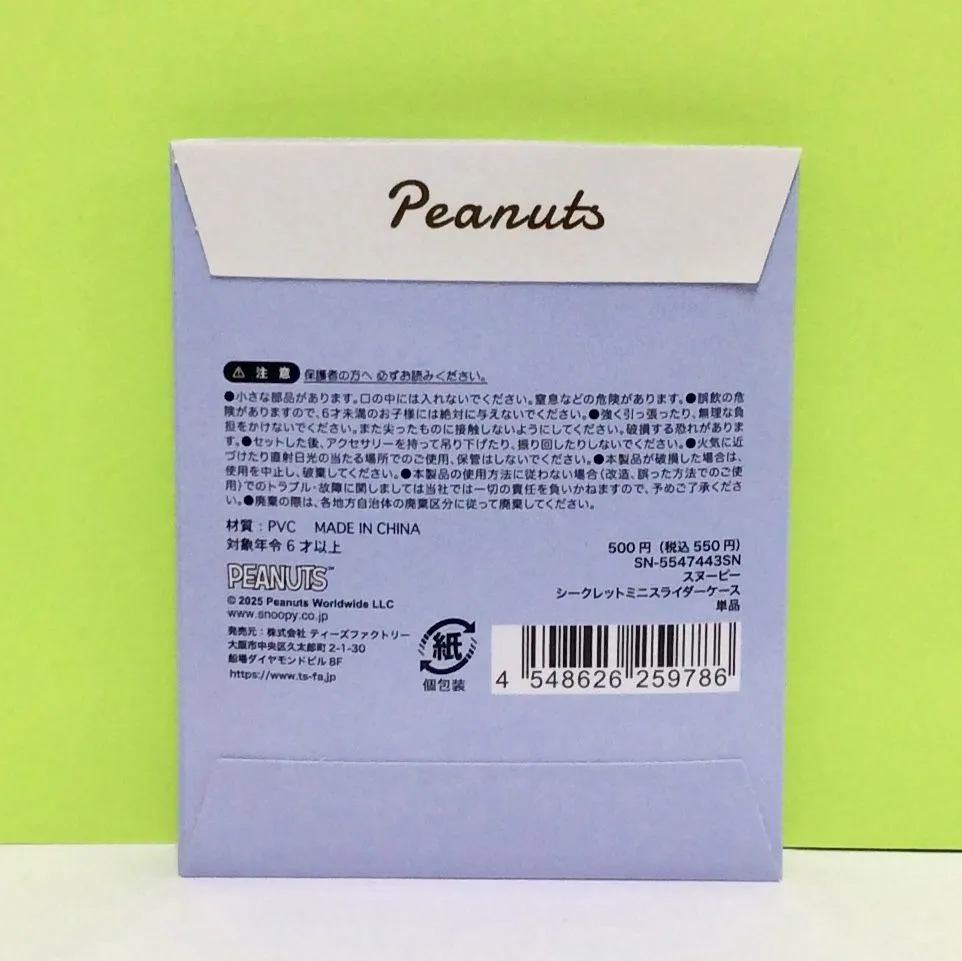 Peanuts
⚠ 注意 保護者の方へ 必ずお読みください。
●小さな部品があります。口の中には入れないでください。窒息などの危険があります。●誤飲の危
険がありますので、6才未満のお子様には絶対に与えないでください。●強く引っ張ったり、無理な負
担をかけないでください。また尖ったものに接触しないようにしてください。破損する恐れがありま
す。●セットした後、アクセサリーを持って吊り下げたり、振り回したりしないでください。●火気に近
づけたり直射日光の当たる場所でのご使用、保管はしないでください。●本製品が破損した場合は、
使用を中止し、破棄してください。●本製品の使用方法に従わない場合(改造、誤った方法でのご使
用)でのトラブル・故障に関しましては当社では一切の責任を負いかねますので、予めご了承くださ
い。●廃棄の際は、各地方自治体の廃棄区分に従って廃棄してください。
材質:PVC MADE IN CHINA
対象年令6才以上
PEANUTS™
© 2025 Peanuts Worldwide LLC
www.snoopy.co.jp
発売元:株式会社 ティーズファクトリー
大阪市中央区久太郎町 2-1-30
船場ダイヤモンドビル 8F
https://www.ts-fa.jp
紙
個包装
500円(税込 550円)
SN-5547443SN
スヌーピー
シークレットミニスライダーケース
単品
4 548626 259786